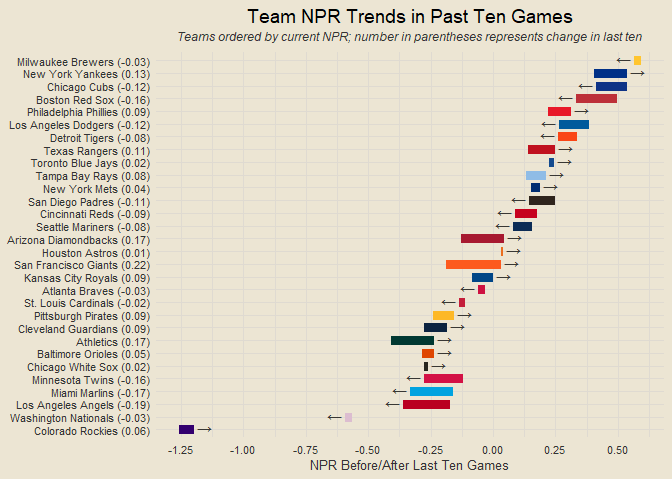 Team NPR Trends in Past Ten Games
Teams ordered by current NPR; number in parentheses represents change in last ten
Milwaukee Brewers (-0.03)
New York Yankees (0.13)
Chicago Cubs (-0.12)
Boston Red Sox (-0.16)
Philadelphia Phillies (0.09)
Los Angeles Dodgers (-0.12)
Detroit Tigers (-0.08)
Texas Rangers (0.11)
Toronto Blue Jays (0.02)
Tampa Bay Rays (0.08)
New York Mets (0.04)
San Diego Padres (-0.11)
Cincinnati Reds (-0.09)
Seattle Mariners (-0.08)
Arizona Diamondbacks (0.17)
Houston Astros (0.01)
San Francisco Giants (0.22)
Kansas City Royals (0.09)
Atlanta Braves (-0.03)
St. Louis Cardinals (-0.02)
Pittsburgh Pirates (0.09)
Cleveland Guardians (0.09)
Athletics (0.17)
Baltimore Orioles (0.05)
Chicago White Sox (0.02)
Minnesota Twins (-0.16)
Miami Marlins (-0.17)
Los Angeles Angels (-0.19)
Washington Nationals (-0.03)
Colorado Rockies (0.06)
-1.25 -1.00 -0.75 -0.50 -0.25 0.00 0.25 0.50
NPR Before/After Last Ten Games